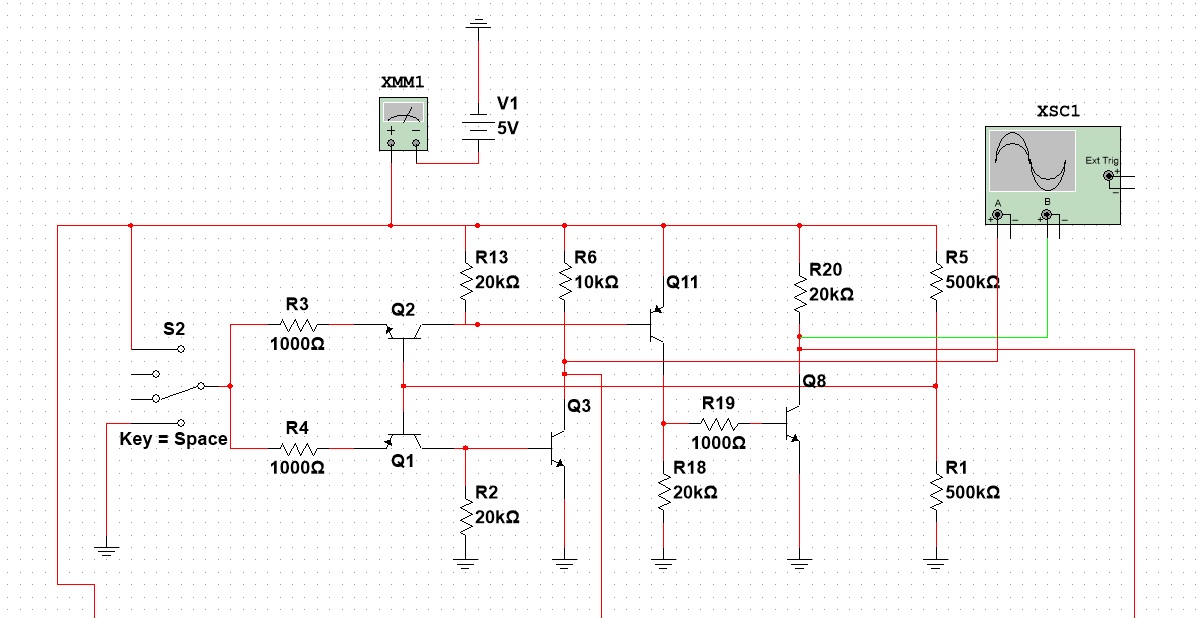 XMM1
+ −
V1
5V
XSC1
Ext Trig
+
−
A
B
+ −
+ −
R13
20kΩ
R6
10kΩ
Q11
R20
20kΩ
R5
500kΩ
R3
1000Ω
Q2
S2
Key = Space
R4
1000Ω
Q1
Q3
R2
20kΩ
R19
1000Ω
Q8
R18
20kΩ
R1
500kΩ